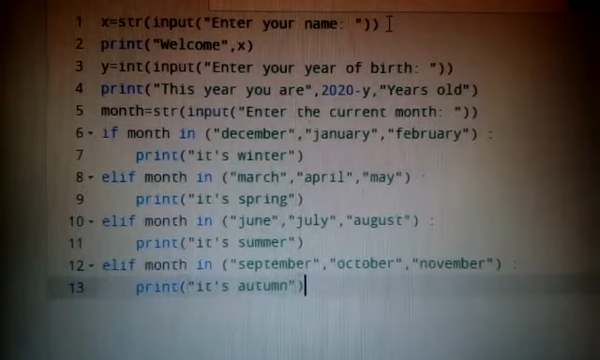 1 x=str(input("Enter your name: "))
2 print("Welcome",x)
3 y=int(input("Enter your year of birth: "))
4 print("This year you are",2020-y,"Years old")
5 month=str(input("Enter the current month: "))
6 if month in ("december","january","february") :
7 print("it's winter")
8 elif month in ("march","april","may") :
9 print("it's spring")
10 elif month in ("june","july","august") :
11 print("it's summer")
12 elif month in ("september","october","november") :
13 print("it's autumn")